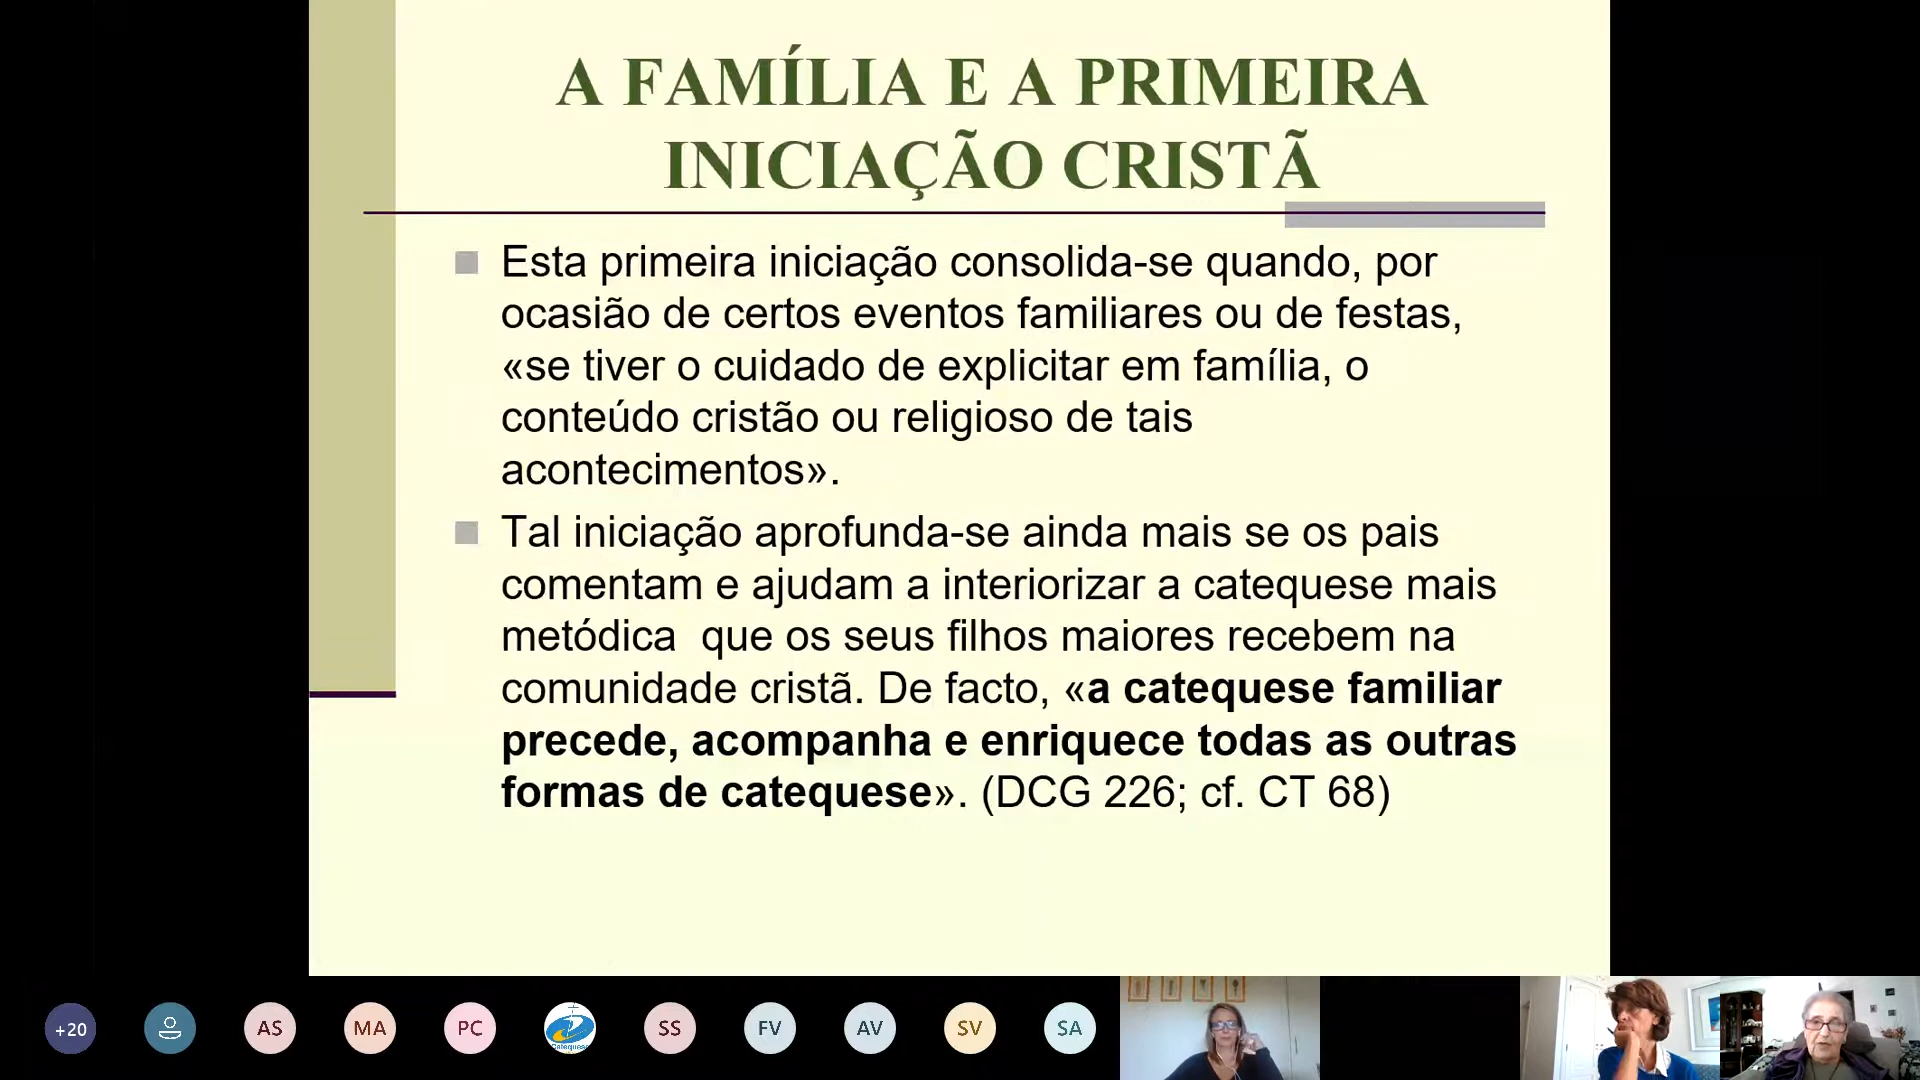 A FAMÍLIA E A PRIMEIRA
INICIAÇÃO CRISTÃ
Esta primeira iniciação consolida-se quando, por
ocasião de certos eventos familiares ou de festas,
«se tiver o cuidado de explicitar em família, o
conteúdo cristão ou religioso de tais
acontecimentos».
Tal iniciação aprofunda-se ainda mais se os pais
comentam e ajudam a interiorizar a catequese mais
metódica  que os seus filhos maiores recebem na
comunidade cristã. De facto, «a catequese familiar
precede, acompanha e enriquece todas as outras
formas de catequese». (DCG 226; cf. CT 68)
+20
AS
MA
PC
Catequese
SS
FV
AV
SV
SA